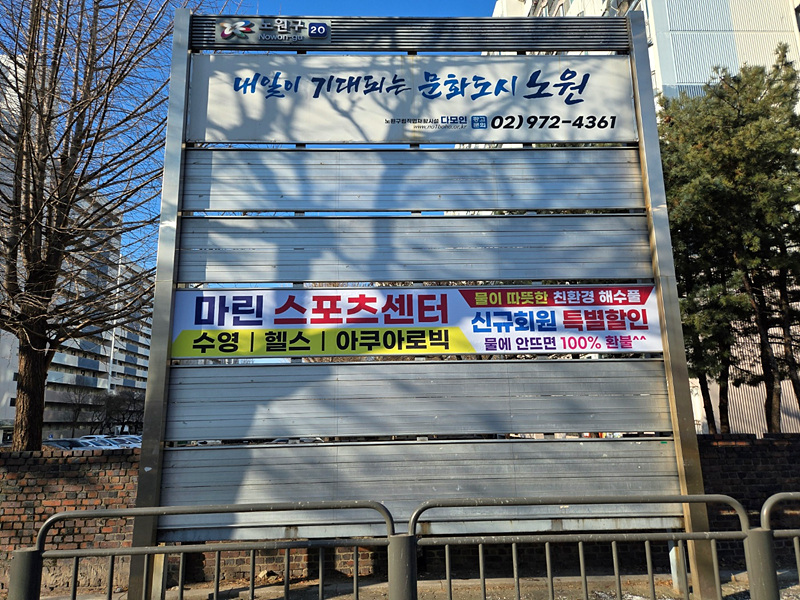 노원구
Nowon-gu
20
내일이 기대되는 문화도시 노원
다모인
02)972-4361
마린 스포츠센터
수영 | 헬스 | 아쿠아로빅
물이 따뜻한 친환경 해수풀
신규회원 특별할인
물에 안뜨면 100% 환불^^